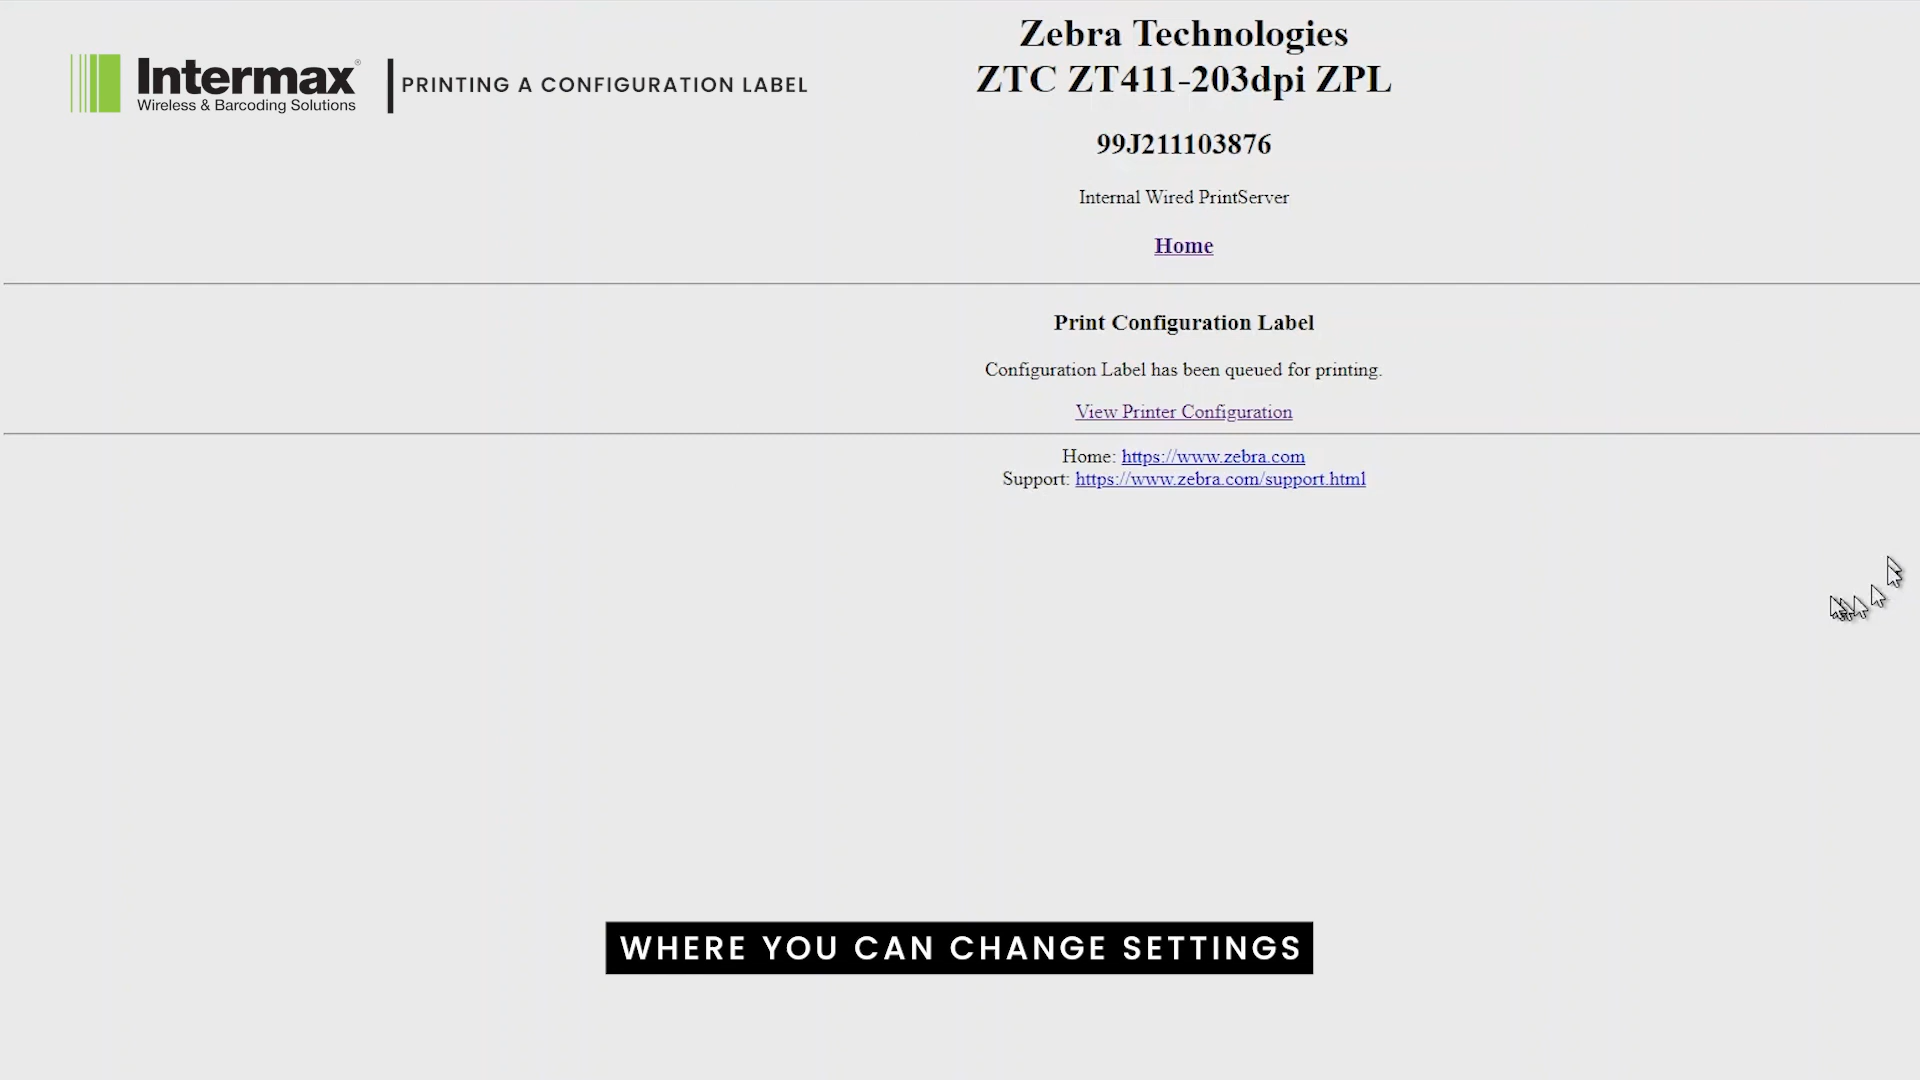 Intermax®
Wireless & Barcoding Solutions
PRINTING A CONFIGURATION LABEL
Zebra Technologies
ZTC ZT411-203dpi ZPL
99J211103876
Internal Wired PrintServer
Home
Print Configuration Label
Configuration Label has been queued for printing.
View Printer Configuration
Home: https://www.zebra.com
Support: https://www.zebra.com/support.html
WHERE YOU CAN CHANGE SETTINGS